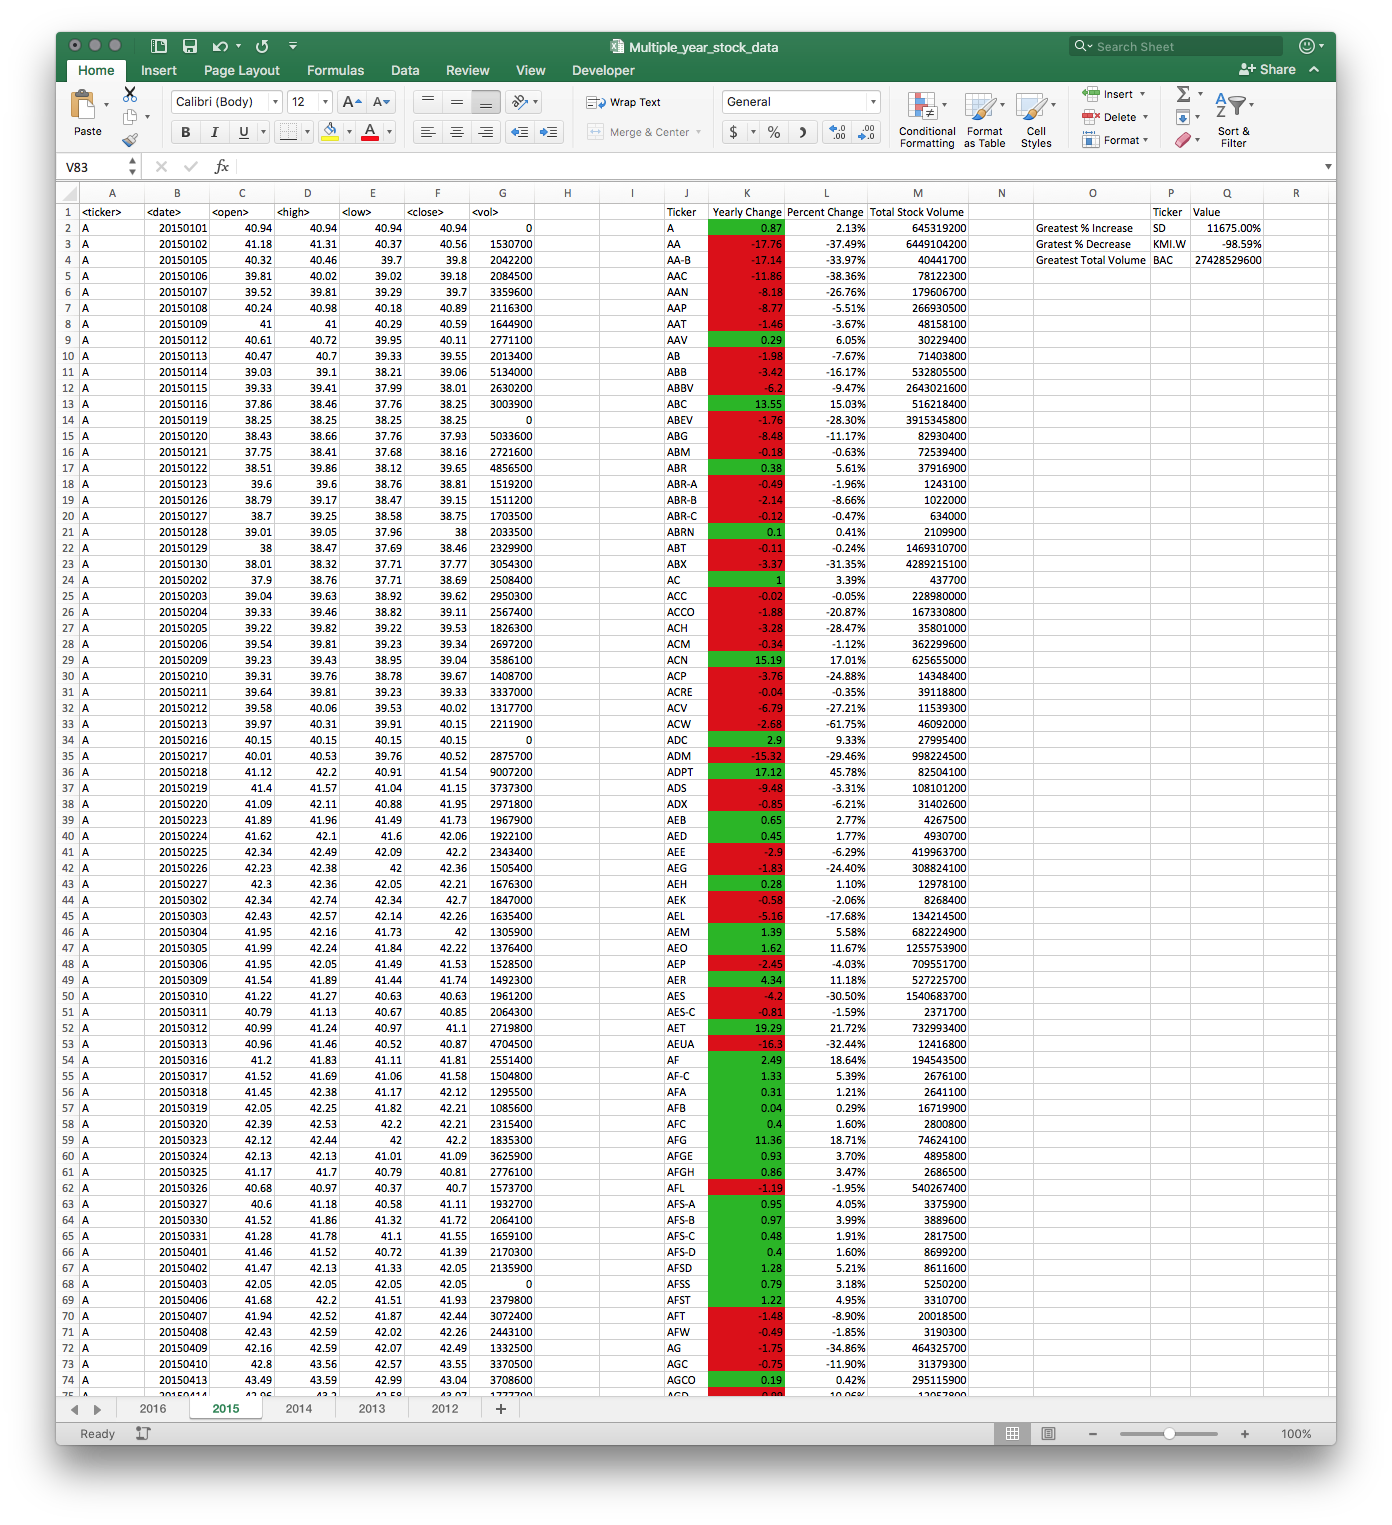 Multiple_year_stock_data
Search Sheet
Home Insert Page Layout Formulas Data Review View Developer
Share
Paste
Calibri (Body) 12 A A
Wrap Text
General
Insert
B I U A
Merge & Center
$ % )
Conditional Formatting
Format as Table
Cell Styles
Delete
Format
Sort & Filter
V83 fx
A B C D E F G H I J K L M N O P Q R
1 <ticker> <date> <open> <high> <low> <close> <vol> Ticker Yearly Change Percent Change Total Stock Volume Ticker Value
2 A 20150101 40.94 40.94 40.94 40.94 0 A 0.87 2.13% 645319200 Greatest % Increase SD 11675.00%
3 A 20150102 41.18 41.31 40.37 40.56 1530700 AA -17.76 -37.49% 6449104200 Gratest % Decrease KMI.W -98.59%
4 A 20150105 40.32 40.46 39.7 39.8 2042200 AA-B -17.14 -33.97% 40441700 Greatest Total Volume BAC 27428529600
5 A 20150106 39.81 40.02 39.02 39.18 2084500 AAC -11.86 -38.36% 78122300
6 A 20150107 39.52 39.81 39.29 39.7 3359600 AAN -8.18 -26.76% 179606700
7 A 20150108 40.24 40.98 40.18 40.89 2116300 AAP -8.77 -5.51% 266930500
8 A 20150109 41 41 40.29 40.59 1644900 AAT -1.46 -3.67% 48158100
9 A 20150112 40.61 40.72 39.95 40.11 2771100 AAV 0.29 6.05% 30229400
10 A 20150113 40.47 40.7 39.33 39.55 2013400 AB -1.98 -7.67% 71403800
11 A 20150114 39.03 39.1 38.21 39.06 5134000 ABB -3.42 -16.17% 532805500
12 A 20150115 39.33 39.41 37.99 38.01 2630200 ABBV -6.2 -9.47% 2643021600
13 A 20150116 37.86 38.46 37.76 38.25 3003900 ABC 13.55 15.03% 516218400
14 A 20150119 38.25 38.25 38.25 38.25 0 ABEV -1.76 -28.30% 3915345800
15 A 20150120 38.43 38.66 37.76 37.93 5033600 ABG -8.48 -11.17% 82930400
16 A 20150121 37.75 38.41 37.68 38.16 2721600 ABM -0.18 -0.63% 72539400
17 A 20150122 38.51 39.86 38.12 39.65 4856500 ABR 0.38 5.61% 37916900
18 A 20150123 39.6 39.6 38.76 38.81 1519200 ABR-A -0.49 -1.96% 1243100
19 A 20150126 38.79 39.17 38.47 39.15 1511200 ABR-B -2.14 -8.66% 1022000
20 A 20150127 38.7 39.25 38.58 38.75 1703500 ABR-C -0.12 -0.47% 634000
21 A 20150128 39.01 39.05 37.96 38 2033500 ABRN 0.1 0.41% 2109900
22 A 20150129 38 38.47 37.69 38.46 2329900 ABT -0.11 -0.24% 1469310700
23 A 20150130 38.01 38.32 37.71 37.77 3054300 ABX -3.37 -31.35% 4289215100
24 A 20150202 37.9 38.76 37.71 38.69 2508400 AC 1 3.39% 437700
25 A 20150203 39.04 39.63 38.92 39.62 2950300 ACC -0.02 -0.05% 228980000
26 A 20150204 39.33 39.46 38.82 39.11 2567400 ACCO -1.88 -20.87% 167330800
27 A 20150205 39.22 39.82 39.22 39.53 1826300 ACH -3.28 -28.47% 35801000
28 A 20150206 39.54 39.81 39.23 39.34 2697200 ACM -0.34 -1.12% 362299600
29 A 20150209 39.23 39.43 38.95 39.04 3586100 ACN 15.19 17.01% 625655000
30 A 20150210 39.31 39.76 38.78 39.67 1408700 ACP -3.76 -24.88% 14348400
31 A 20150211 39.64 39.81 39.23 39.33 3337000 ACRE -0.04 -0.35% 39118800
32 A 20150212 39.58 40.06 39.53 40.02 1317700 ACV -6.79 -27.21% 11539300
33 A 20150213 39.97 40.31 39.91 40.15 2211900 ACW -2.68 -61.75% 46092000
34 A 20150216 40.15 40.15 40.15 40.15 0 ADC 2.9 9.33% 27995400
35 A 20150217 40.01 40.53 39.76 40.52 2875700 ADM -15.32 -29.46% 998224500
36 A 20150218 41.12 42.2 40.91 41.54 9007200 ADPT 17.12 45.78% 82504100
37 A 20150219 41.4 41.57 41.04 41.15 3737300 ADS -9.48 -3.31% 108101200
38 A 20150220 41.09 42.11 40.88 41.95 2971800 ADX -0.85 -6.21% 31402600
39 A 20150223 41.89 41.96 41.49 41.73 1967900 AEB 0.65 2.77% 4267500
40 A 20150224 41.62 42.1 41.6 42.06 1922100 AED 0.45 1.77% 4930700
41 A 20150225 42.34 42.49 42.09 42.2 2343400 AEE -2.9 -6.29% 419963700
42 A 20150226 42.23 42.38 42 42.36 1505400 AEG -1.83 -24.40% 308824100
43 A 20150227 42.3 42.36 42.05 42.21 1676300 AEH 0.28 1.10% 12978100
44 A 20150302 42.34 42.74 42.34 42.7 1847000 AEK -0.58 -2.06% 8268400
45 A 20150303 42.43 42.57 42.14 42.26 1635400 AEL -5.16 -17.68% 134214500
46 A 20150304 41.95 42.16 41.73 42 1305900 AEM 1.39 5.58% 682224900
47 A 20150305 41.99 42.24 41.84 42.22 1376400 AEO 1.62 11.67% 1255753900
48 A 20150306 41.95 42.05 41.49 41.53 1528500 AEP -2.45 -4.03% 709551700
49 A 20150309 41.54 41.89 41.44 41.74 1492300 AER 4.34 11.18% 527225700
50 A 20150310 41.22 41.27 40.63 40.63 1961200 AES -4.2 -30.50% 1540683700
51 A 20150311 40.79 41.13 40.67 40.85 2064300 AES-C -0.81 -1.59% 2371700
52 A 20150312 40.99 41.24 40.97 41.1 2719800 AET 19.29 21.72% 732993400
53 A 20150313 40.96 41.46 40.52 40.87 4704500 AEUA -16.3 -32.44% 12416800
54 A 20150316 41.2 41.83 41.11 41.81 2551400 AF 2.49 18.64% 194543500
55 A 20150317 41.52 41.69 41.06 41.58 1504800 AF-C 1.33 5.39% 2676100
56 A 20150318 41.45 42.38 41.17 42.12 1295500 AFA 0.31 1.21% 2641100
57 A 20150319 42.05 42.25 41.82 42.21 1085600 AFB 0.04 0.29% 16719900
58 A 20150320 42.39 42.53 42.2 42.21 2315400 AFC 0.4 1.60% 2800800
59 A 20150323 42.12 42.44 42 42.2 1835300 AFG 11.36 18.71% 74624100
60 A 20150324 42.13 42.13 41.01 41.09 3625900 AFGE 0.93 3.70% 4895800
61 A 20150325 41.17 41.7 40.79 40.81 2776100 AFGH 0.86 3.47% 2686500
62 A 20150326 40.68 40.97 40.37 40.7 1573700 AFL -1.19 -1.95% 540267400
63 A 20150327 40.6 41.18 40.58 41.11 1932700 AFS-A 0.95 4.05% 3375900
64 A 20150330 41.52 41.86 41.32 41.72 2064100 AFS-B 0.97 3.99% 3889600
65 A 20150331 41.28 41.78 41.1 41.55 1659100 AFS-C 0.48 1.91% 2817500
66 A 20150401 41.46 41.52 40.72 41.39 2170300 AFS-D 0.4 1.60% 8699200
67 A 20150402 41.47 42.13 41.33 42.05 2135900 AFSD 1.28 5.21% 8611600
68 A 20150403 42.05 42.05 42.05 42.05 0 AFSS 0.79 3.18% 5250200
69 A 20150406 41.68 42.2 41.51 41.93 2379800 AFST 1.22 4.95% 3310700
70 A 20150407 41.94 42.52 41.87 42.44 3072400 AFT -1.48 -8.90% 20018500
71 A 20150408 42.43 42.59 42.02 42.26 2443100 AFW -0.49 -1.85% 3190300
72 A 20150409 42.16 42.59 42.07 42.49 1332500 AG -1.75 -34.86% 464325700
73 A 20150410 42.8 43.56 42.57 43.55 3370500 AGC -0.75 -11.90% 31379300
74 A 20150413 43.49 43.59 42.99 43.04 3708600 AGCO 0.19 0.42% 295115900
2016 2015 2014 2013 2012 +
Ready
100%